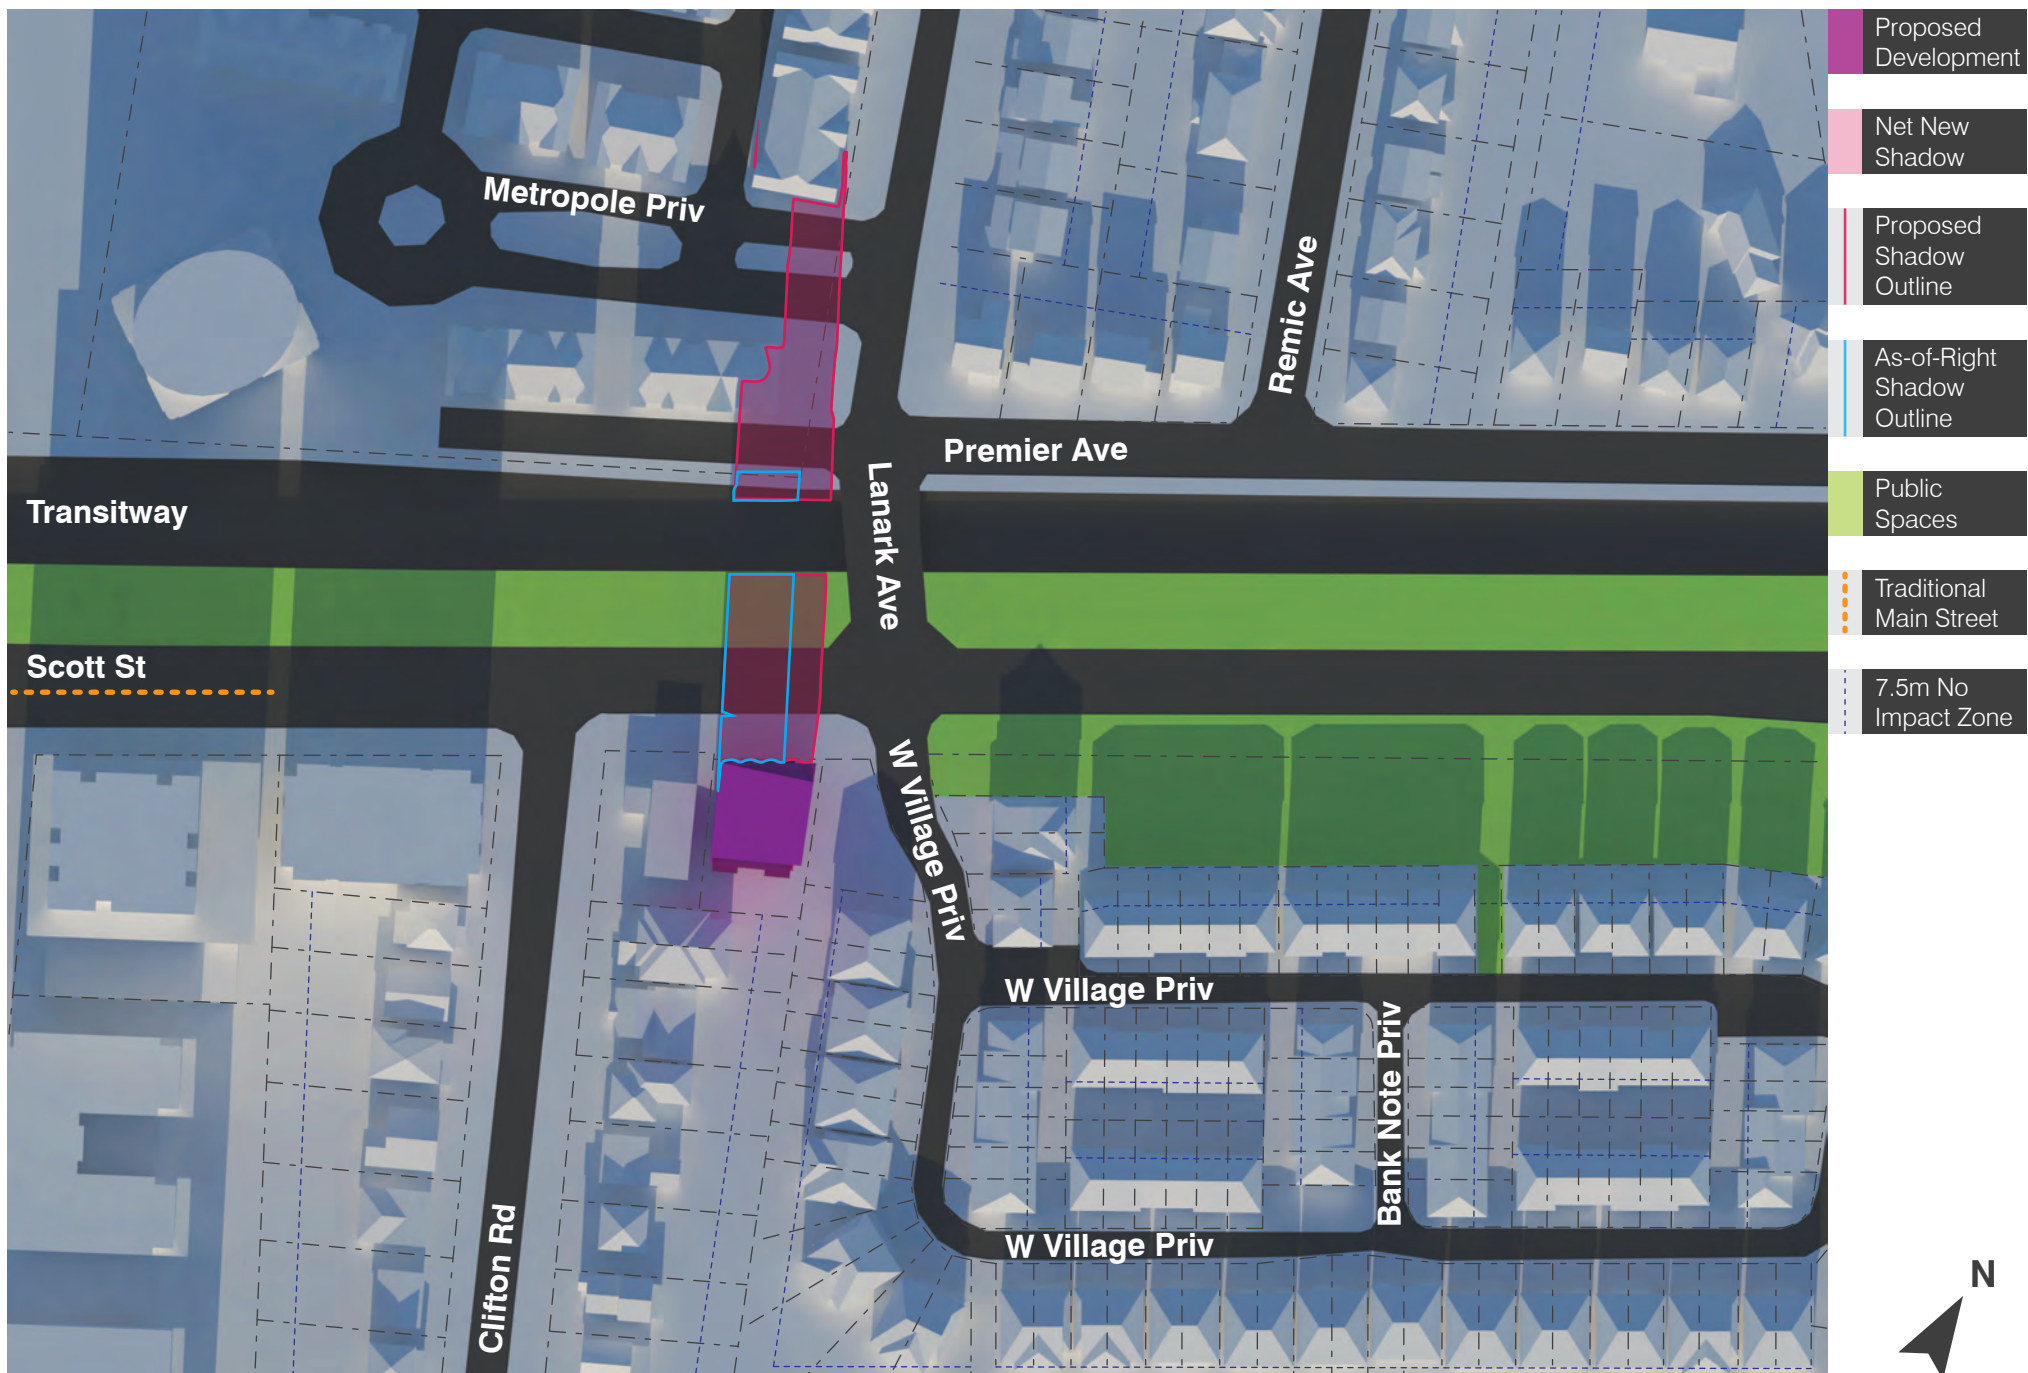 Metropole Priv
Remic Ave
Premier Ave
Lanark Ave
Transitway
Scott St
W Village Priv
W Village Priv
Bank Note Priv
W Village Priv
Clifton Rd
Proposed
Development
Net New
Shadow
Proposed
Shadow
Outline
As-of-Right
Shadow
Outline
Public
Spaces
Traditional
Main Street
7.5m No
Impact Zone
N